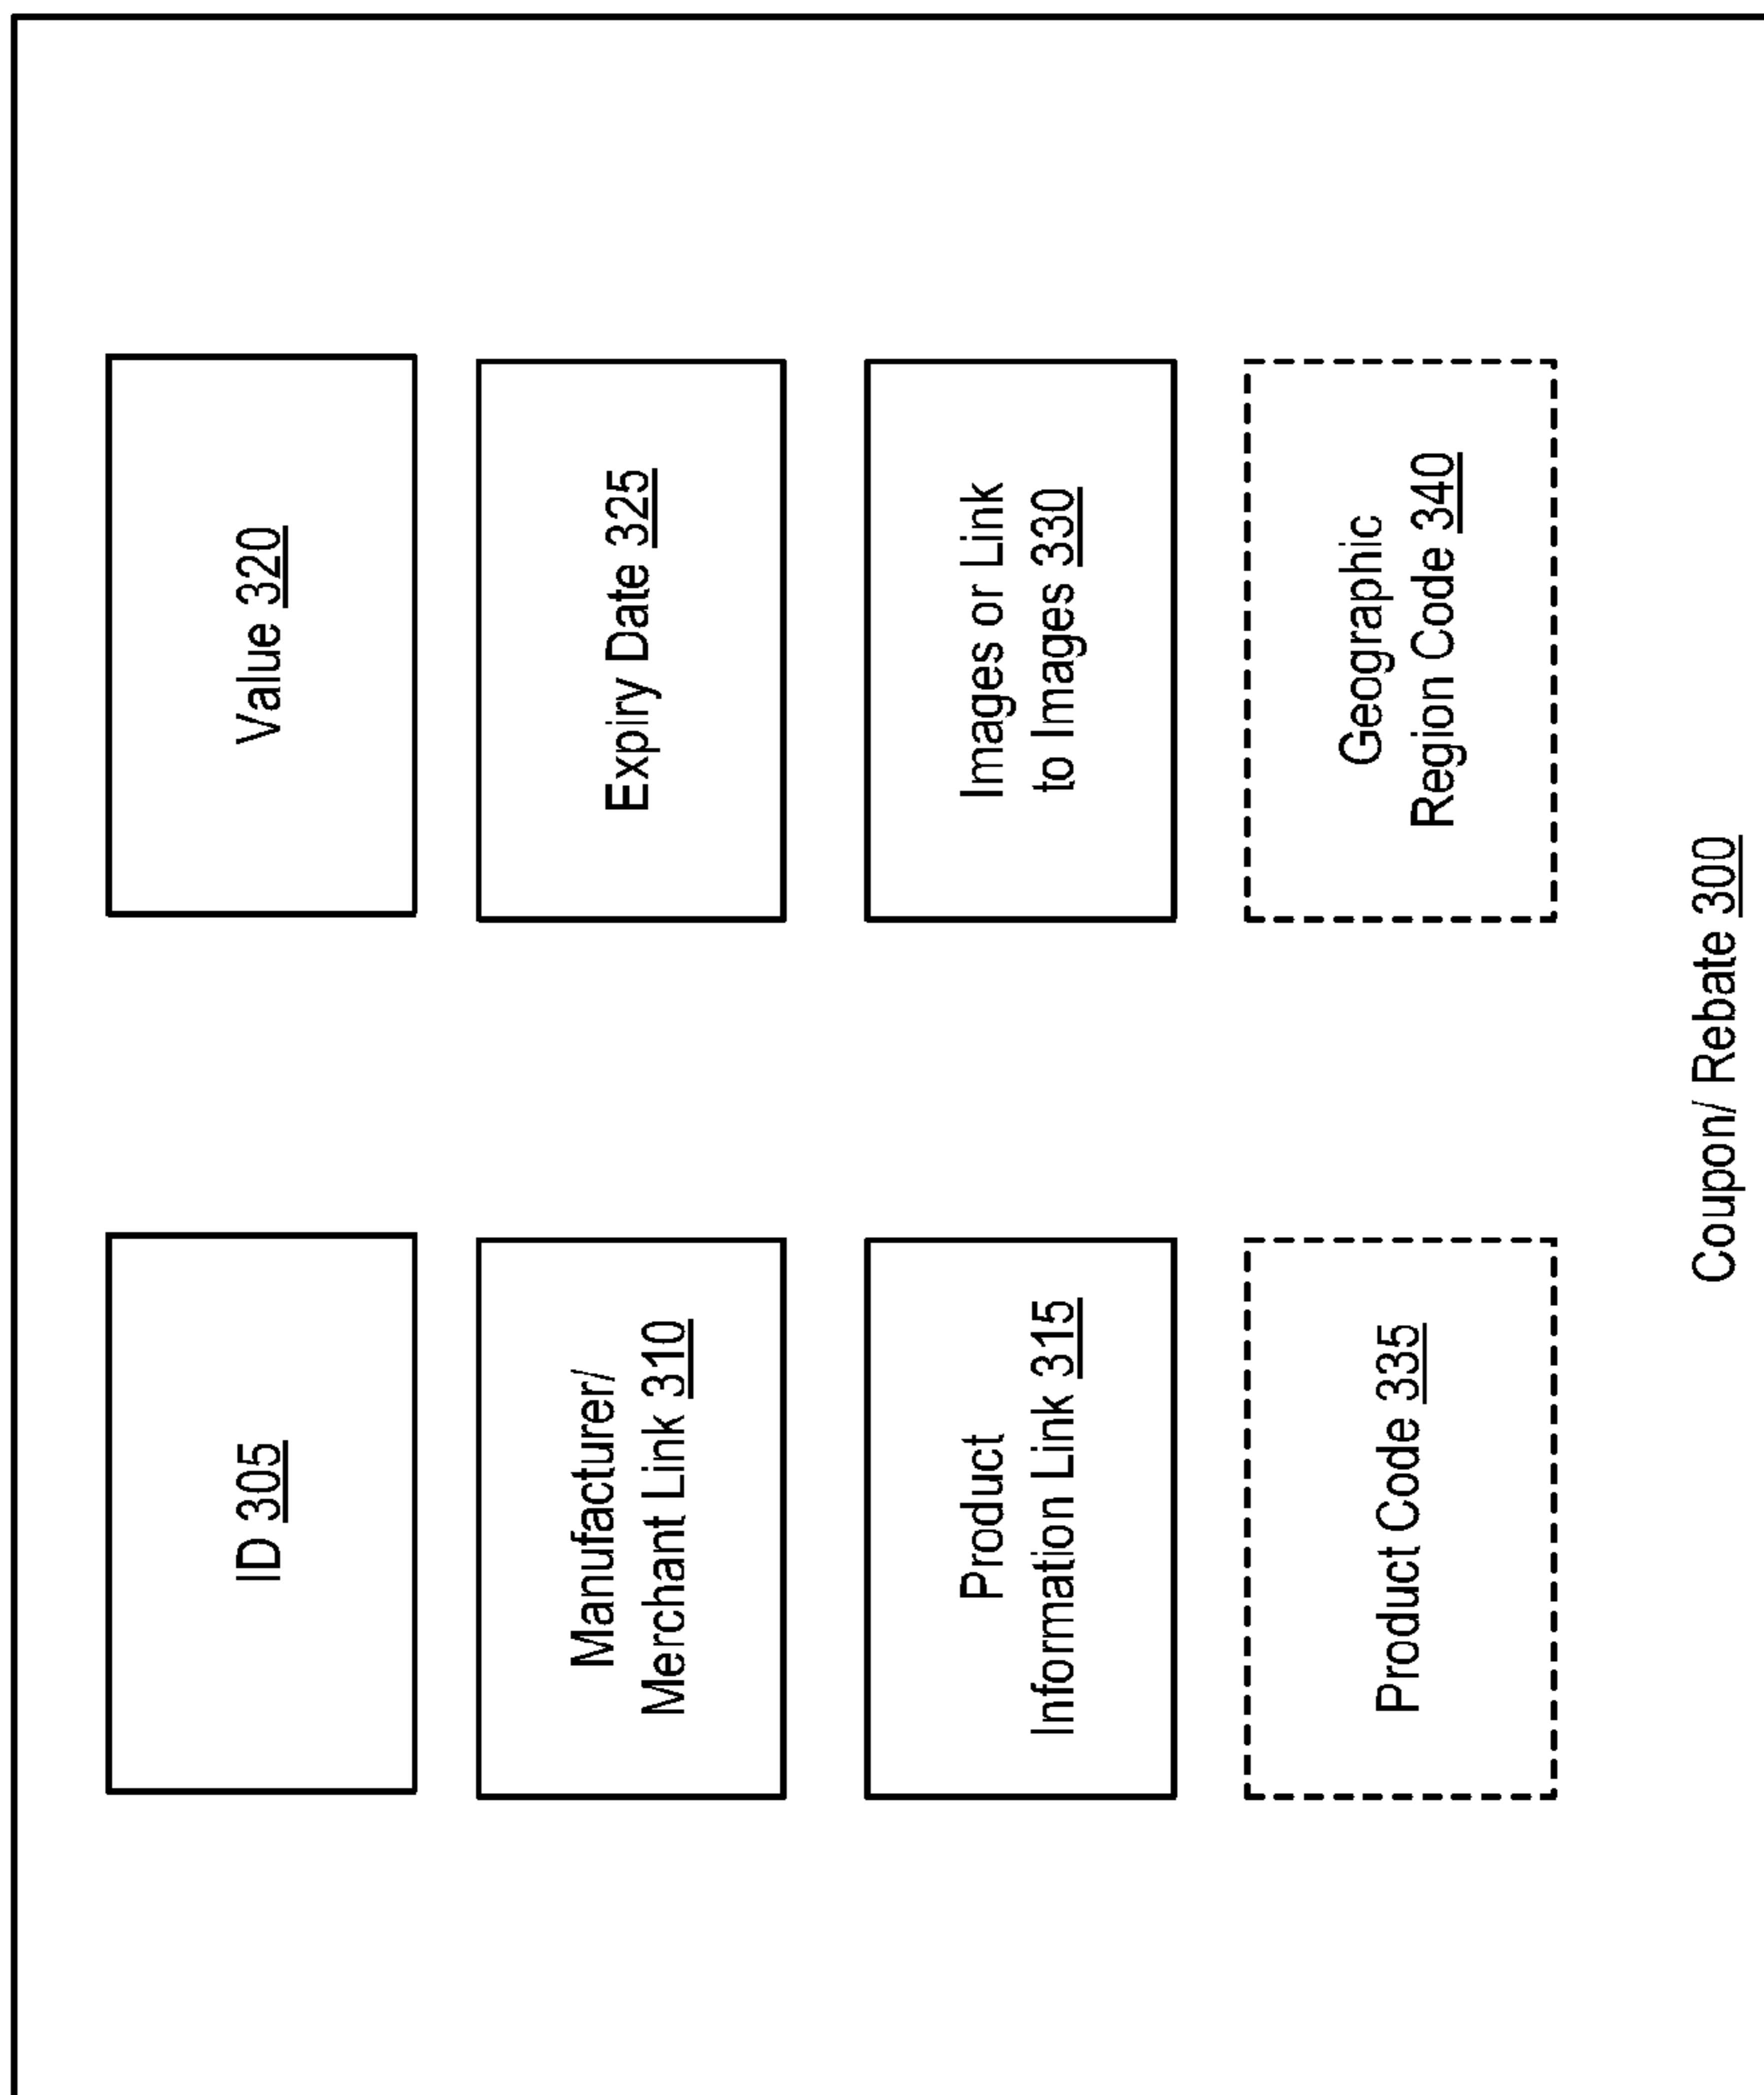 ID 305
Value 320
Manufacturer/
Merchant Link 310
Expiry Date 325
Product
Information Link 315
Images or Link
to Images 330
Product Code 335
Geographic
Region Code 340
Coupon/ Rebate 300